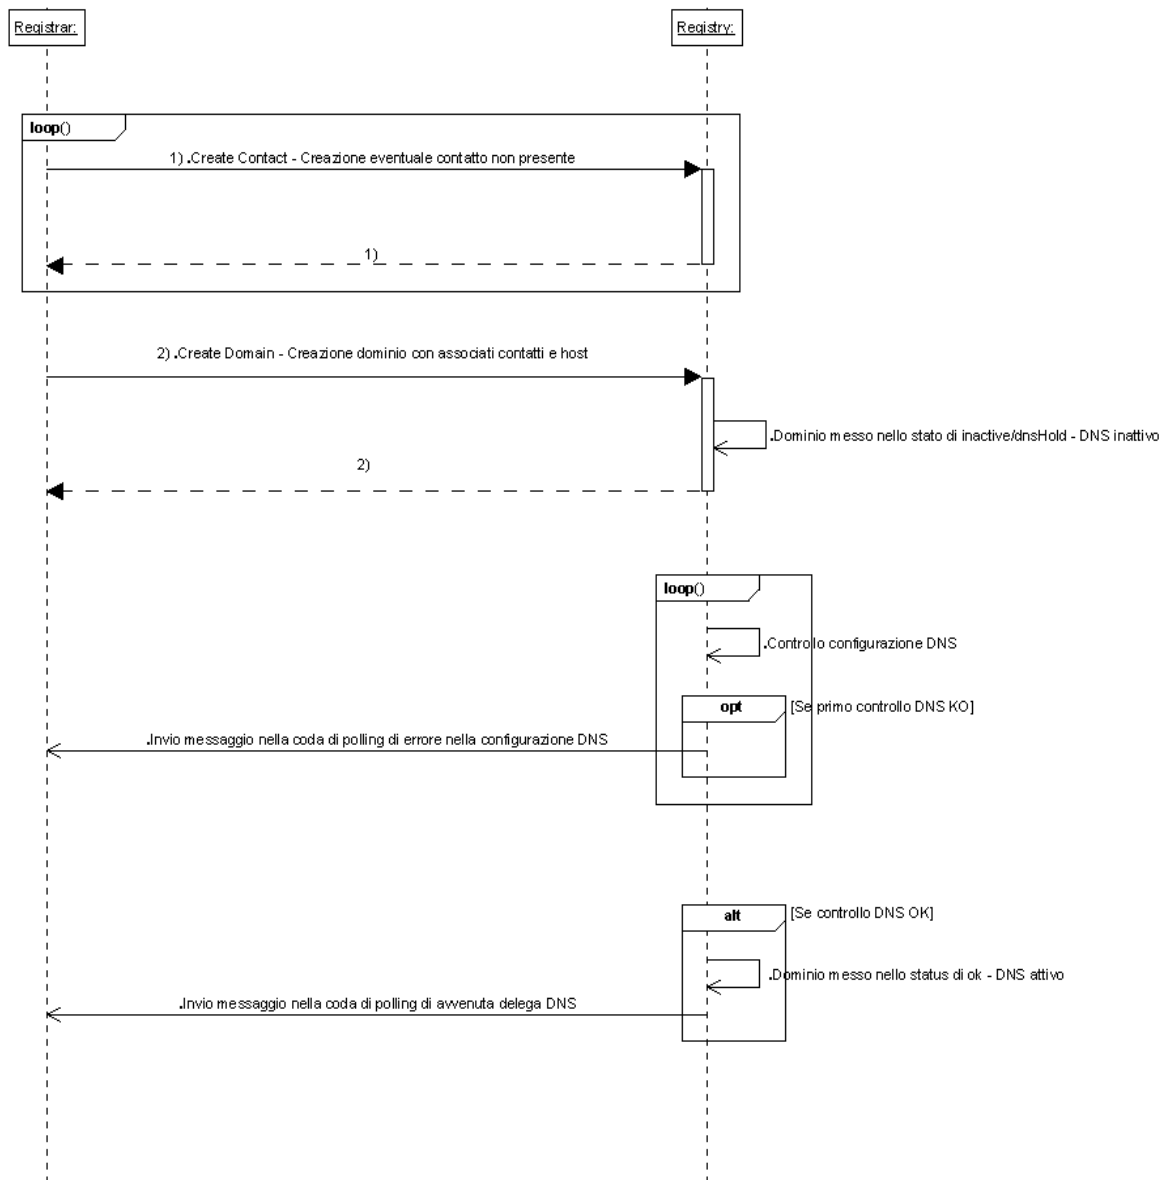 Registrar:
Registry:
loop()
1) .Create Contact - Creazione eventuale contatto non presente
1)
2) .Create Domain - Creazione dominio con associati contatti e host
.Dominio messo nello stato di inactive/dnsHold - DNS inattivo
2)
loop()
.Controllo configurazione DNS
opt
[Se primo controllo DNS KO]
.Invio messaggio nella coda di polling di errore nella configurazione DNS
alt
[Se controllo DNS OK]
.Dominio messo nello status di ok - DNS attivo
.Invio messaggio nella coda di polling di avvenuta delega DNS